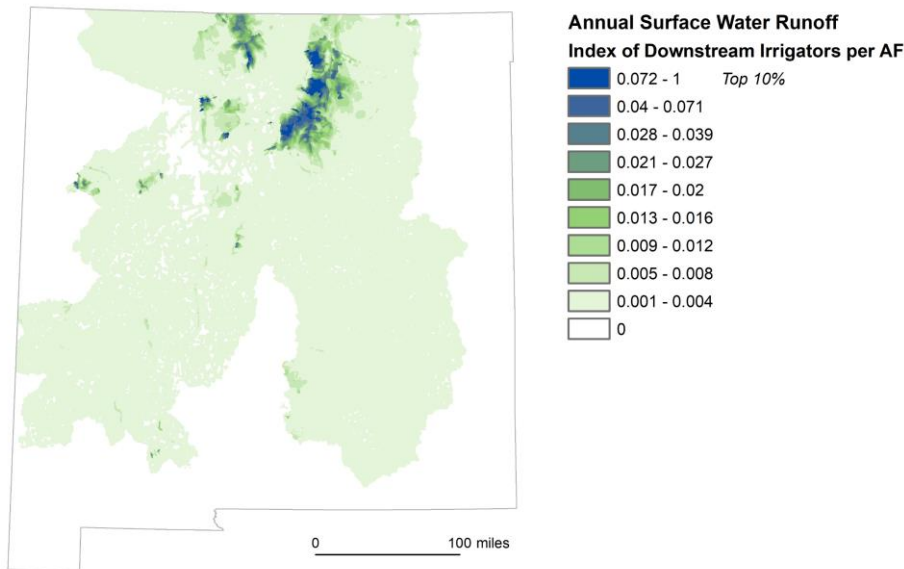 Annual Surface Water Runoff
Index of Downstream Irrigators per AF
0.072 - 1 Top 10%
0.04 - 0.071
0.028 - 0.039
0.021 - 0.027
0.017 - 0.02
0.013 - 0.016
0.009 - 0.012
0.005 - 0.008
0.001 - 0.004
0
0 100 miles